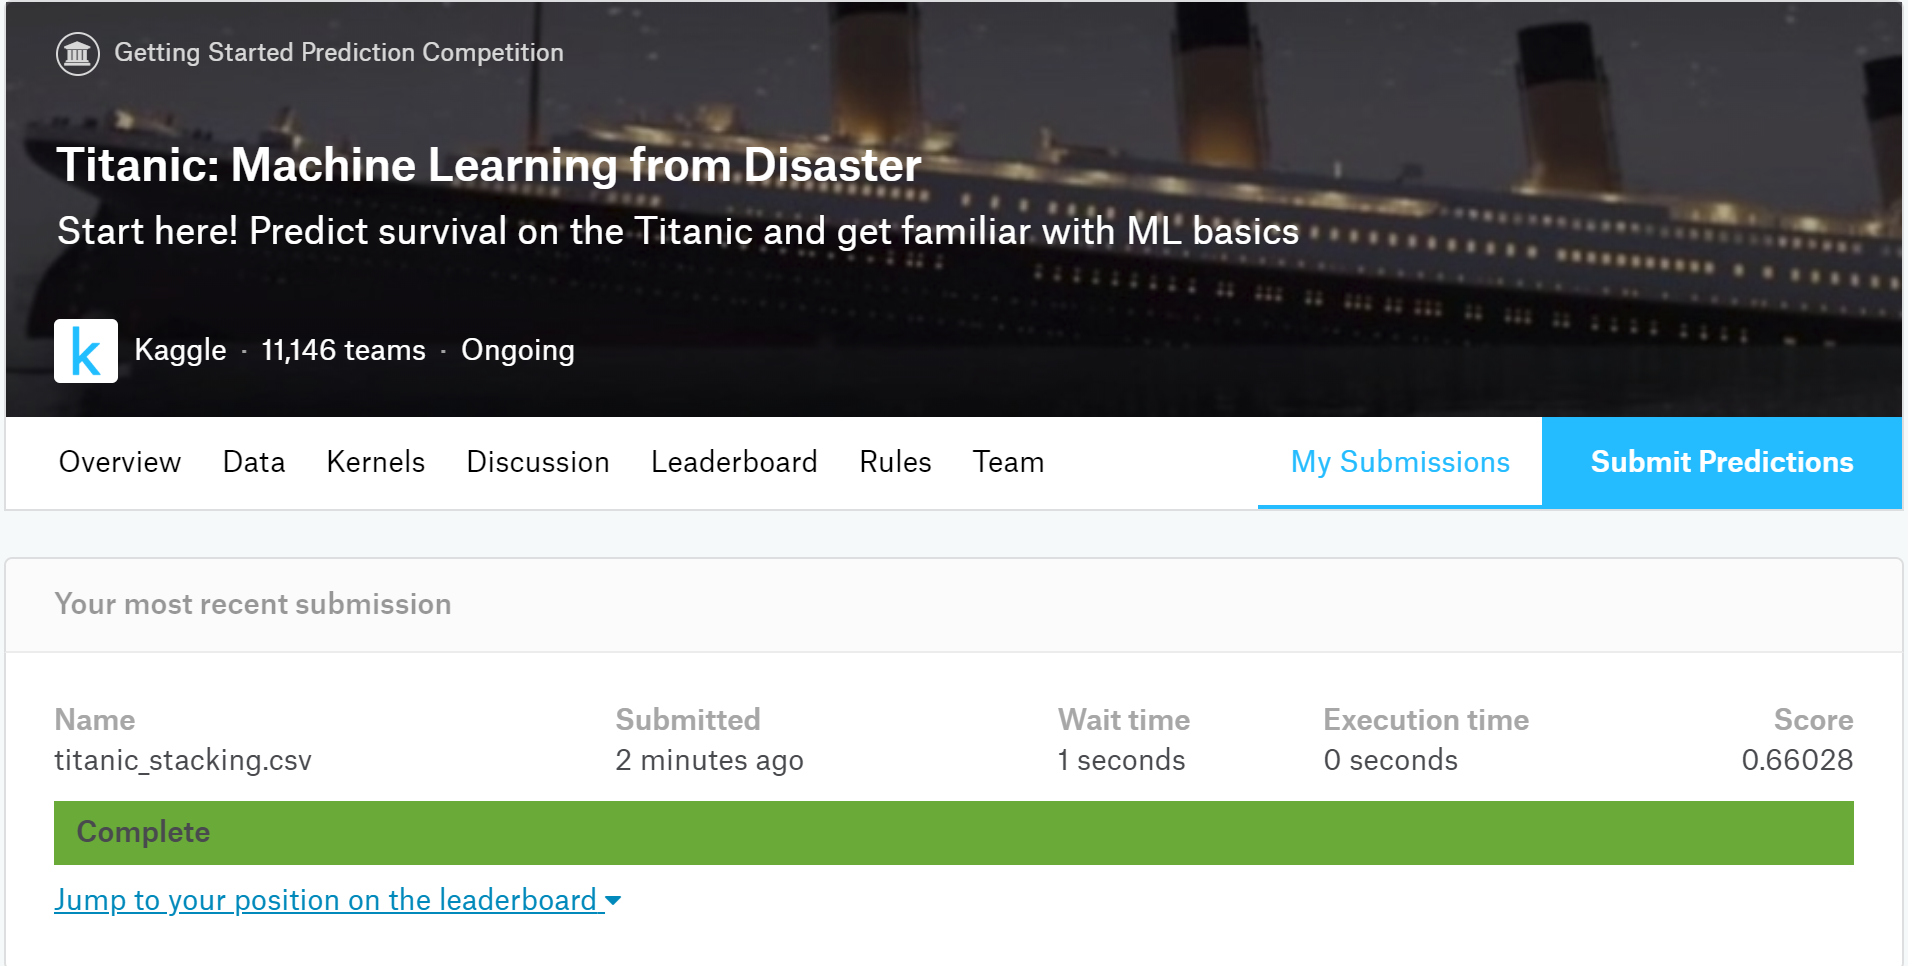 Getting Started Prediction Competition
Titanic: Machine Learning from Disaster
Start here! Predict survival on the Titanic and get familiar with ML basics
k
Kaggle · 11,146 teams · Ongoing
Overview Data Kernels Discussion Leaderboard Rules Team My Submissions Submit Predictions
Your most recent submission
Name Submitted Wait time Execution time Score
titanic_stacking.csv 2 minutes ago 1 seconds 0 seconds 0.66028
Complete
Jump to your position on the leaderboard